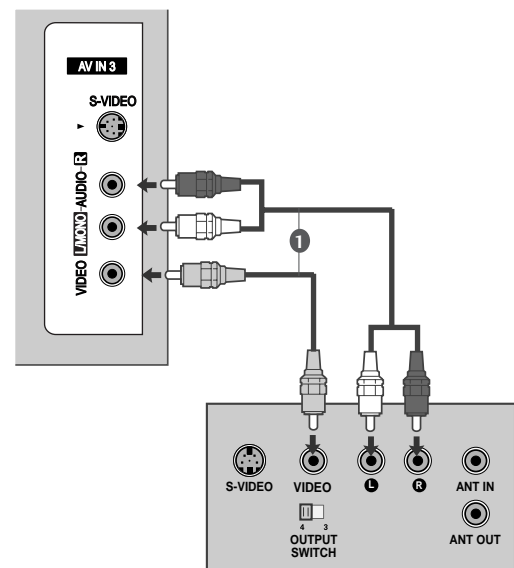 AV IN 3
S-VIDEO
VIDEO L/MONO-AUDIO-R
1
S-VIDEO
VIDEO
L
R
ANT IN
4 3
OUTPUT
SWITCH
ANT OUT